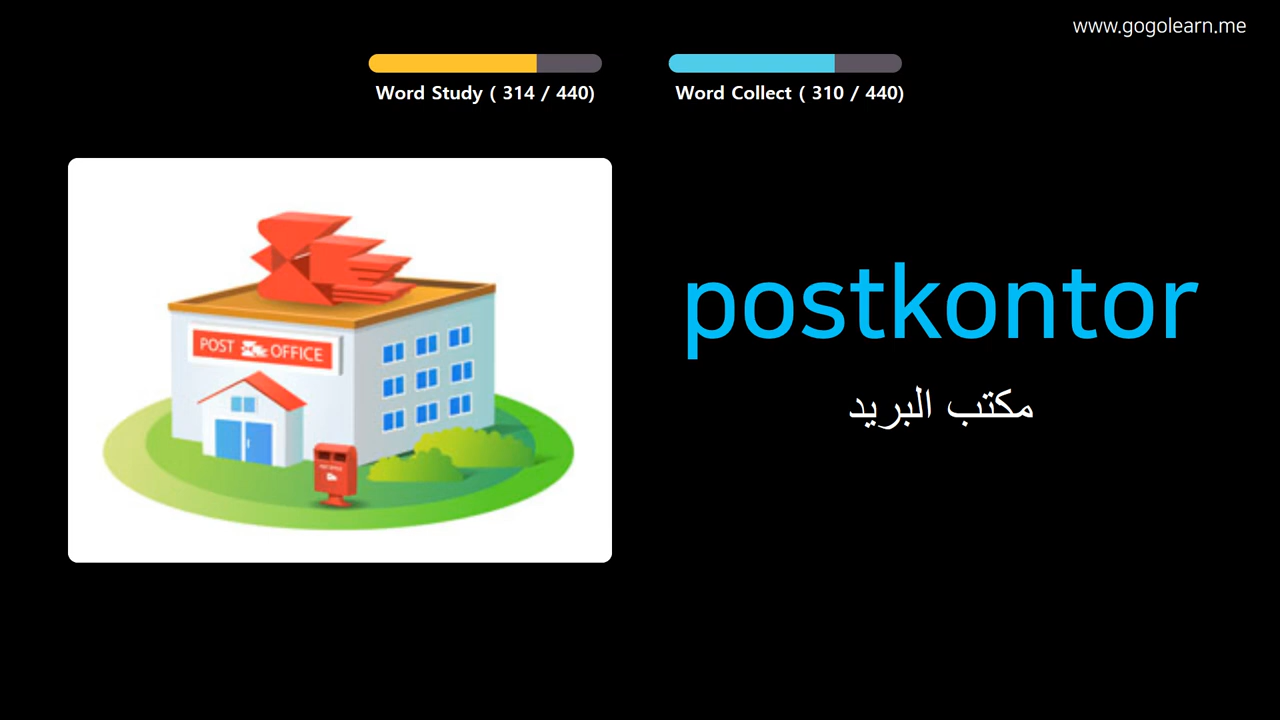 www.gogolearn.me
Word Study ( 314 / 440)
Word Collect ( 310 / 440)
POST OFFICE
postkontor
مكتب البريد